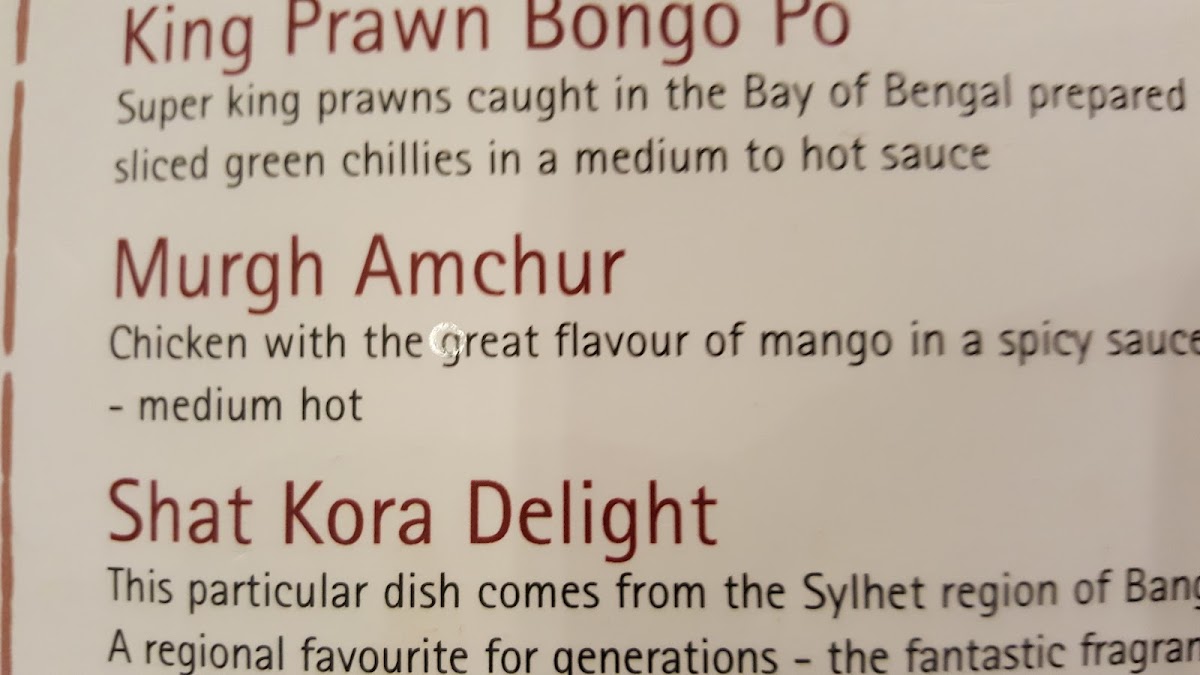 King Prawn Bongo Po
Super king prawns caught in the Bay of Bengal prepared
sliced green chillies in a medium to hot sauce
Murgh Amchur
Chicken with the great flavour of mango in a spicy sauce
- medium hot
Shat Kora Delight
This particular dish comes from the Sylhet region of
A regional favourite for generations - the fantastic